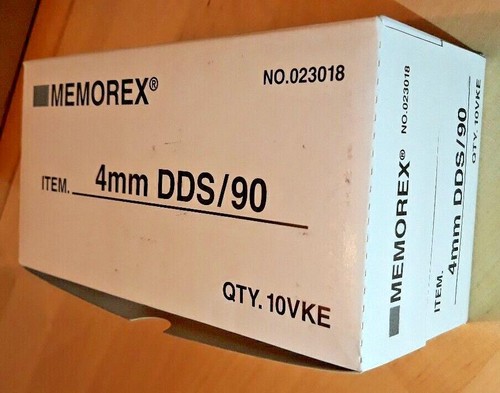 MEMOREX®
NO.023018
ITEM. 4mm DDS/90
QTY. 10VKE
MEMOREX® NO.023018
ITEM. 4mm DDS/90
QTY. 10VKE